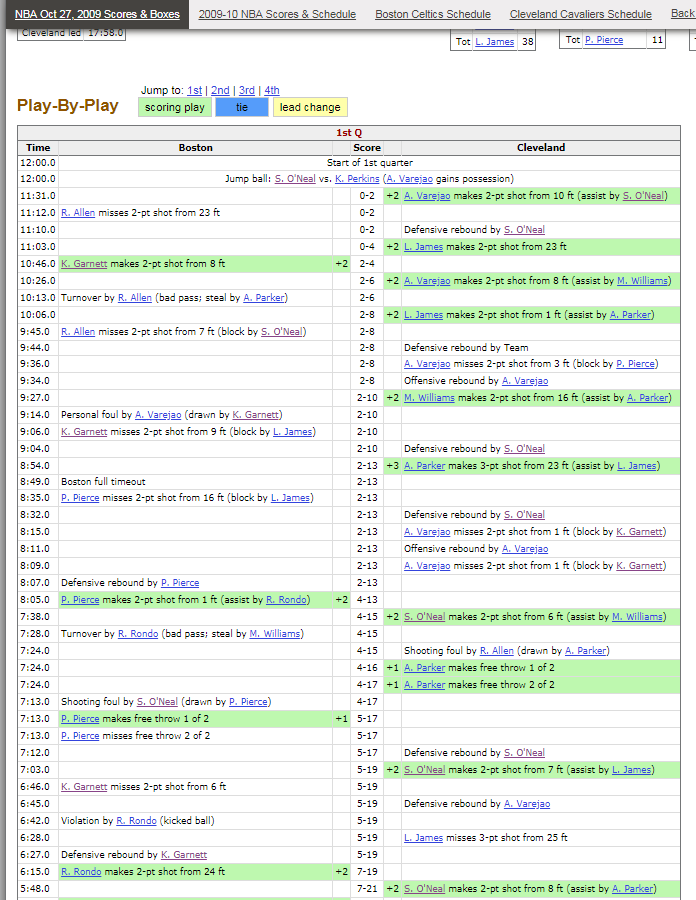 NBA Oct 27, 2009 Scores & Boxes 2009-10 NBA Scores & Schedule Boston Celtics Schedule Cleveland Cavaliers Schedule Back
Cleveland led 17:58.0
Tot L. James 38 Tot P. Pierce 11
Jump to: 1st | 2nd | 3rd | 4th
Play-By-Play scoring play tie lead change
1st Q
Time Boston Score Cleveland
12:00.0 Start of 1st quarter
12:00.0 Jump ball: S. O'Neal vs. K. Perkins (A. Varejao gains possession)
11:31.0 0-2 +2 A. Varejao makes 2-pt shot from 10 ft (assist by S. O'Neal)
11:12.0 R. Allen misses 2-pt shot from 23 ft 0-2
11:10.0 0-2 Defensive rebound by S. O'Neal
11:03.0 0-4 +2 L. James makes 2-pt shot from 23 ft
10:46.0 K. Garnett makes 2-pt shot from 8 ft +2 2-4
10:26.0 2-6 +2 A. Varejao makes 2-pt shot from 8 ft (assist by M. Williams)
10:13.0 Turnover by R. Allen (bad pass; steal by A. Parker) 2-6
10:06.0 2-8 +2 L. James makes 2-pt shot from 1 ft (assist by A. Parker)
9:45.0 R. Allen misses 2-pt shot from 7 ft (block by S. O'Neal) 2-8
9:44.0 2-8 Defensive rebound by Team
9:36.0 2-8 A. Varejao misses 2-pt shot from 3 ft (block by P. Pierce)
9:34.0 2-8 Offensive rebound by A. Varejao
9:27.0 2-10 +2 M. Williams makes 2-pt shot from 16 ft (assist by A. Parker)
9:14.0 Personal foul by A. Varejao (drawn by K. Garnett) 2-10
9:06.0 K. Garnett misses 2-pt shot from 9 ft (block by L. James) 2-10
9:04.0 2-10 Defensive rebound by S. O'Neal
8:54.0 2-13 +3 A. Parker makes 3-pt shot from 23 ft (assist by L. James)
8:49.0 Boston full timeout 2-13
8:35.0 P. Pierce misses 2-pt shot from 16 ft (block by L. James) 2-13
8:32.0 2-13 Defensive rebound by S. O'Neal
8:15.0 2-13 A. Varejao misses 2-pt shot from 1 ft (block by K. Garnett)
8:11.0 2-13 Offensive rebound by A. Varejao
8:09.0 2-13 A. Varejao misses 2-pt shot from 1 ft (block by K. Garnett)
8:07.0 Defensive rebound by P. Pierce 2-13
8:05.0 P. Pierce makes 2-pt shot from 1 ft (assist by R. Rondo) +2 4-13
7:38.0 4-15 +2 S. O'Neal makes 2-pt shot from 6 ft (assist by M. Williams)
7:28.0 Turnover by R. Rondo (bad pass; steal by M. Williams) 4-15
7:24.0 4-15 Shooting foul by R. Allen (drawn by A. Parker)
7:24.0 4-16 +1 A. Parker makes free throw 1 of 2
7:24.0 4-17 +1 A. Parker makes free throw 2 of 2
7:13.0 Shooting foul by S. O'Neal (drawn by P. Pierce) 4-17
7:13.0 P. Pierce makes free throw 1 of 2 +1 5-17
7:13.0 P. Pierce misses free throw 2 of 2 5-17
7:12.0 5-17 Defensive rebound by S. O'Neal
7:03.0 5-19 +2 S. O'Neal makes 2-pt shot from 7 ft (assist by L. James)
6:46.0 K. Garnett misses 2-pt shot from 6 ft 5-19
6:45.0 5-19 Defensive rebound by A. Varejao
6:42.0 Violation by R. Rondo (kicked ball) 5-19
6:28.0 5-19 L. James misses 3-pt shot from 25 ft
6:27.0 Defensive rebound by K. Garnett 5-19
6:15.0 R. Rondo makes 2-pt shot from 24 ft +2 7-19
5:48.0 7-21 +2 S. O'Neal makes 2-pt shot from 8 ft (assist by A. Parker)